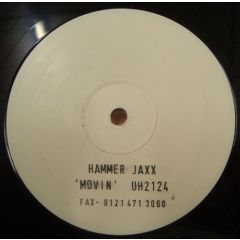 HAMMER JAXX
'MOVIN' UH2124
FAX- 0121 471 3060